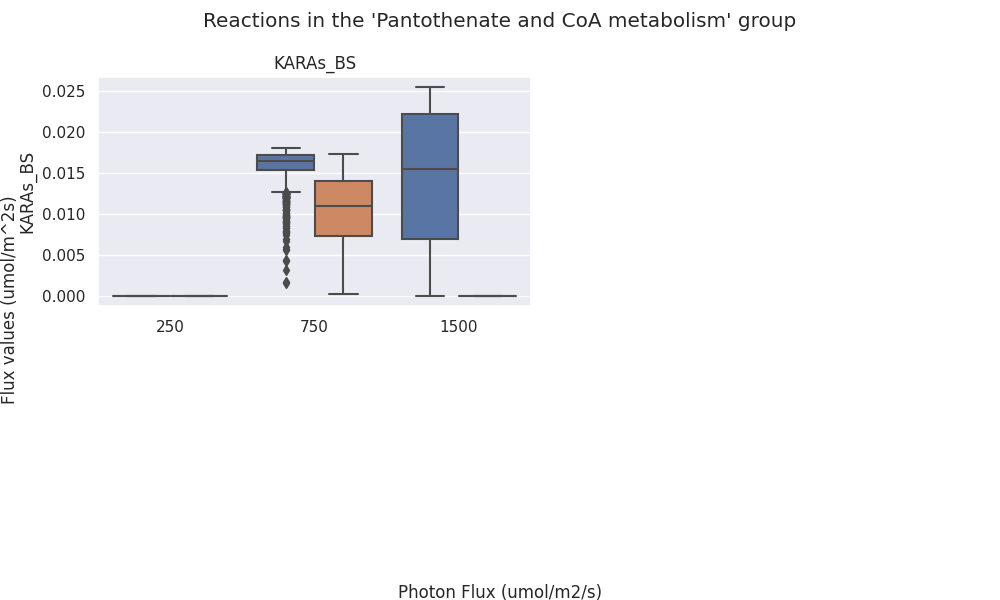 Reactions in the 'Pantothenate and CoA metabolism' group
KARAs_BS
0.025
0.020
0.015
0.010
0.005
0.000
KARAs_BS
Flux values (umol/m^2s)
250
750
1500
Photon Flux (umol/m2/s)